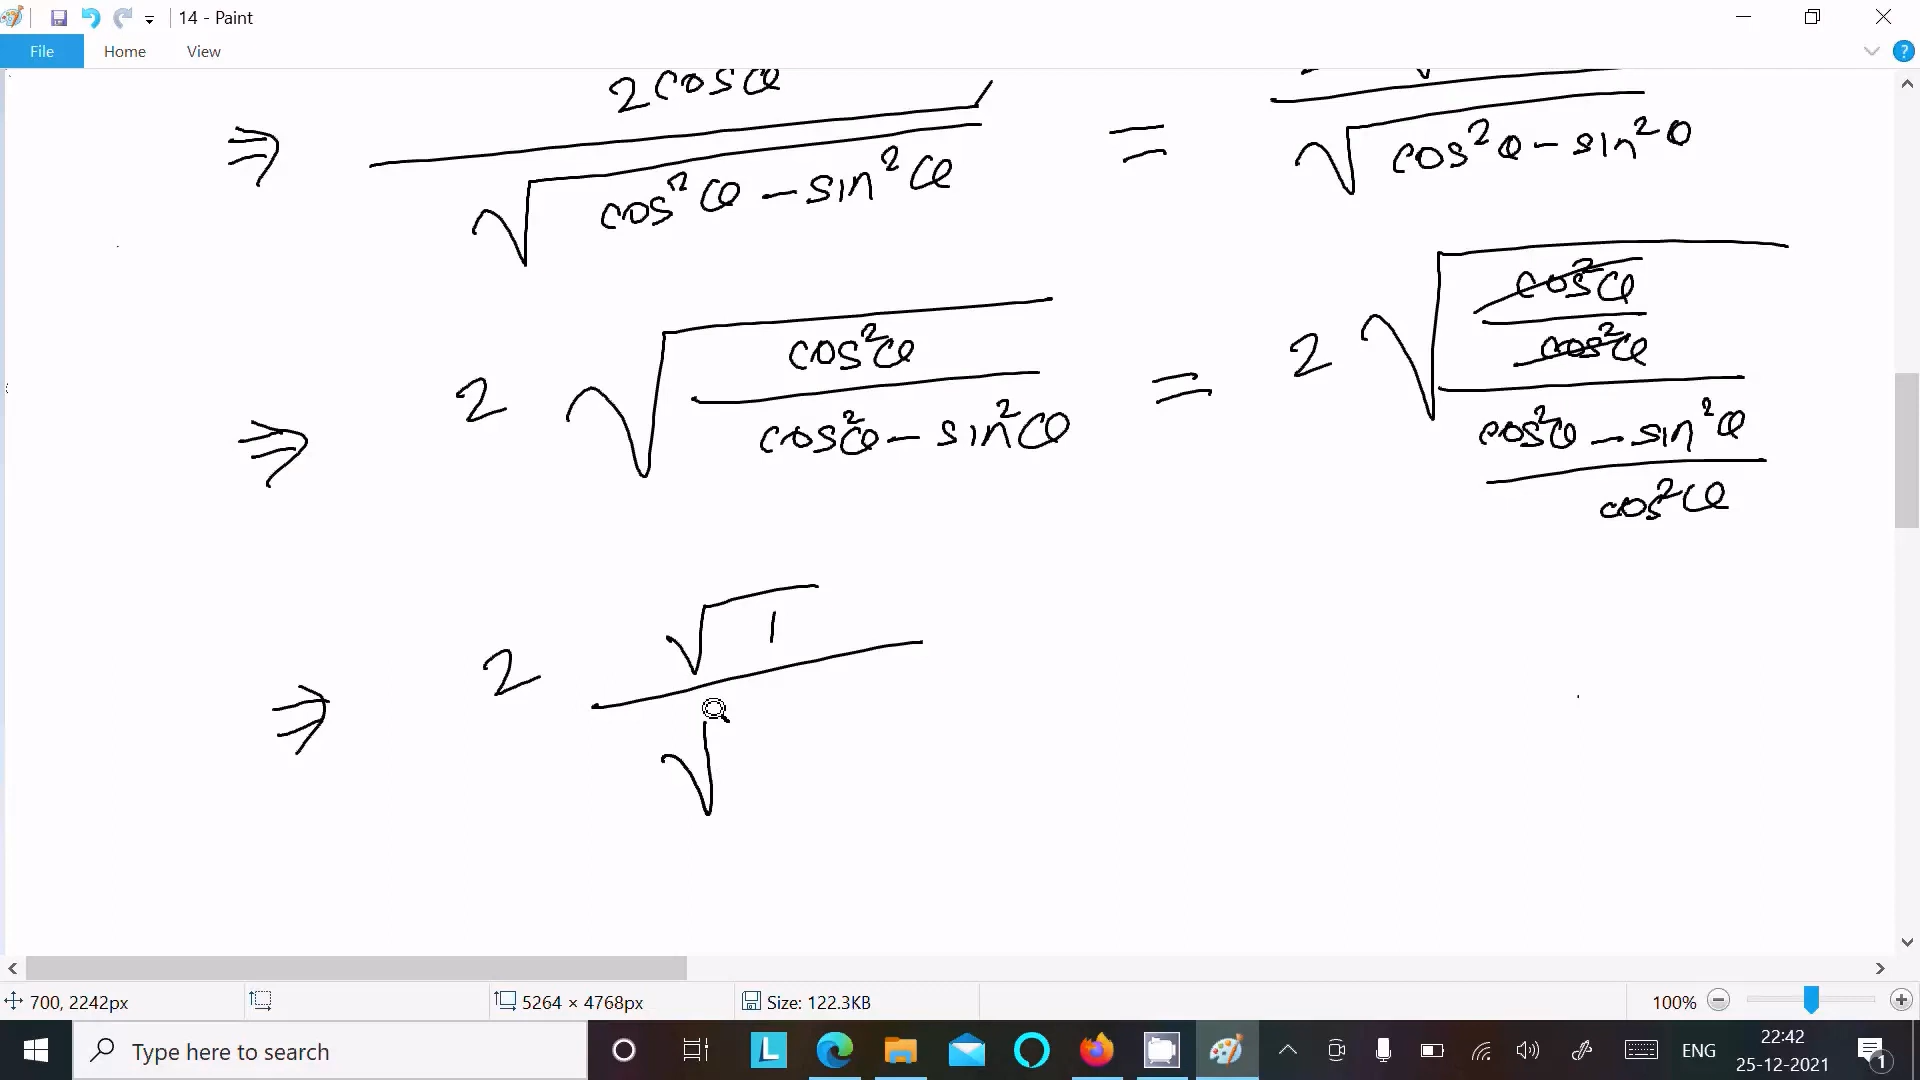 14 - Paint
File Home View
⇒ 2cosθ / √(cos²θ - sin²θ) = / √(cos²θ - sin²θ)
⇒ 2 √(cos²θ / (cos²θ - sin²θ)) = 2 √((cos²θ / cos²θ) / ((cos²θ - sin²θ) / cos²θ))
⇒ 2 √1 / √
700, 2242px 5264 × 4768px Size: 122.3KB 100%
Type here to search
ENG
22:42
25-12-2021
1